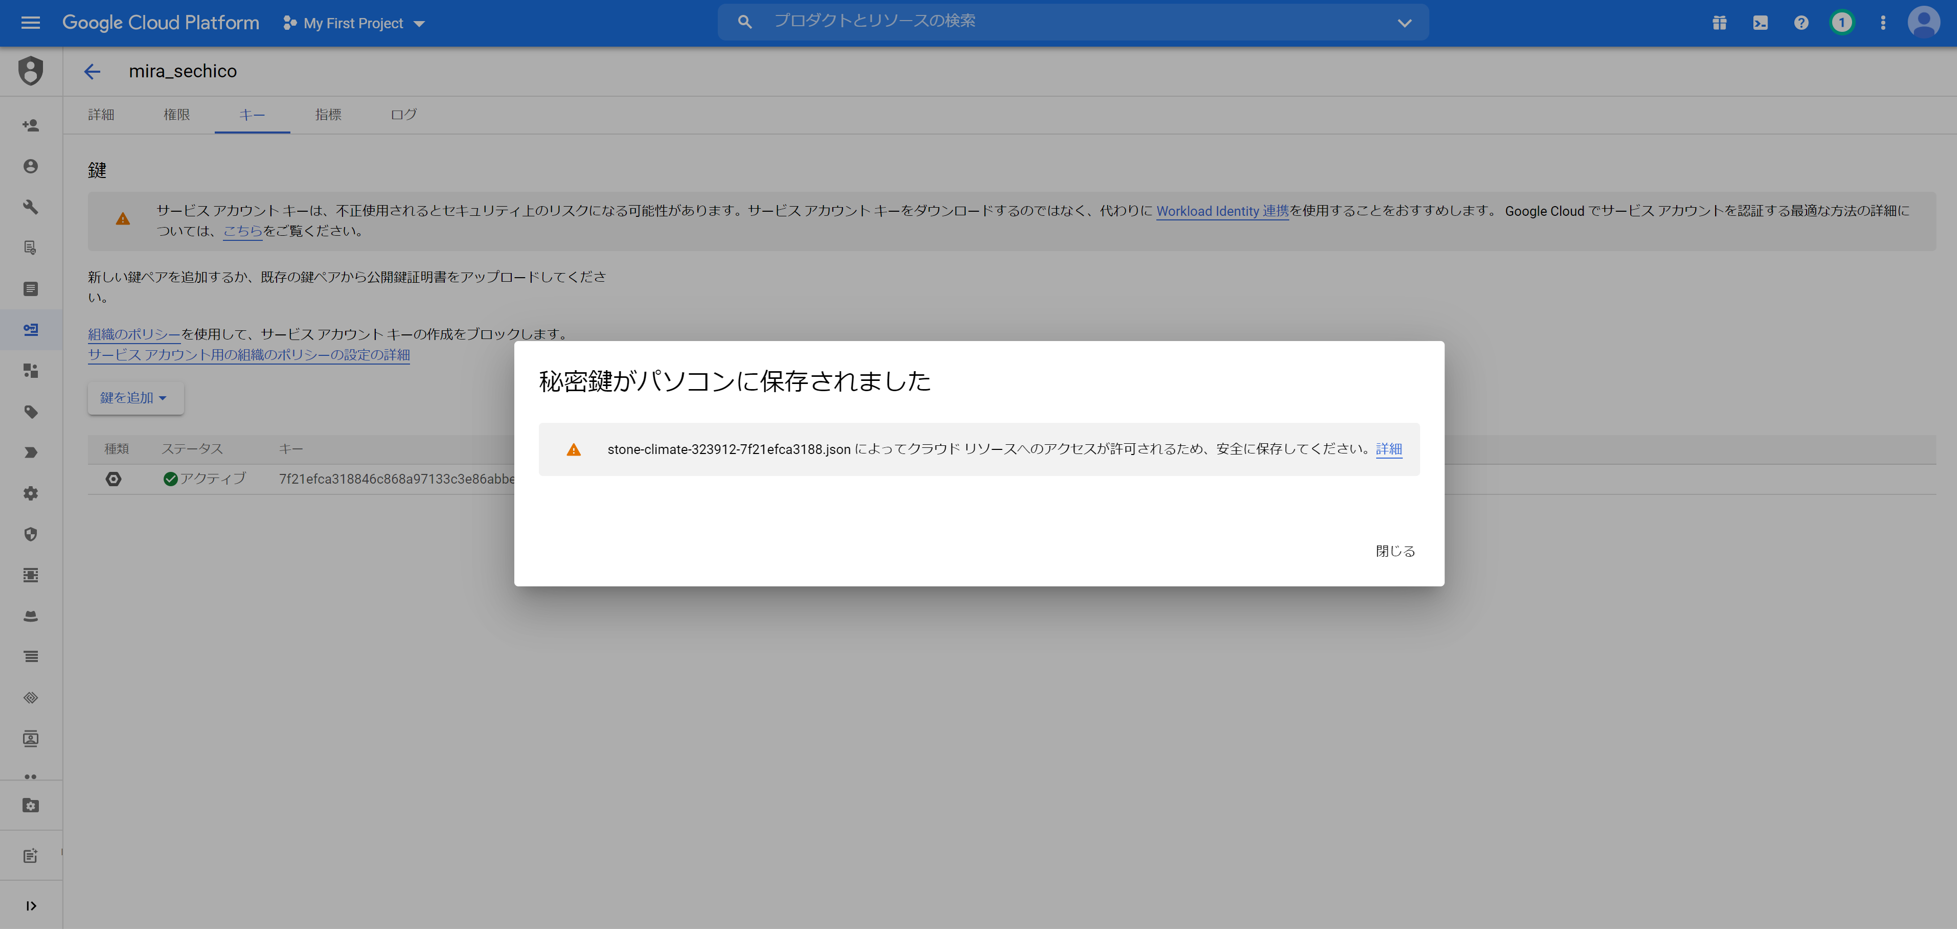 Google Cloud Platform
My First Project
プロダクトとリソースの検索
1
mira_sechico
詳細
権限
キー
指標
ログ
鍵
サービス アカウント キーは、不正使用されるとセキュリティ上のリスクになる可能性があります。サービス アカウント キーをダウンロードするのではなく、代わりに Workload Identity 連携を使用することをおすすめします。 Google Cloud でサービス アカウントを認証する最適な方法の詳細に
ついては、こちらをご覧ください。
新しい鍵ペアを追加するか、既存の鍵ペアから公開鍵証明書をアップロードしてくださ
い。
組織のポリシーを使用して、サービス アカウント キーの作成をブロックします。
サービス アカウント用の組織のポリシーの設定の詳細
鍵を追加
種類
ステータス
キー
アクティブ
7f21efca318846c868a97133c3e86abbe
秘密鍵がパソコンに保存されました
stone-climate-323912-7f21efca3188.json によってクラウド リソースへのアクセスが許可されるため、安全に保存してください。詳細
閉じる